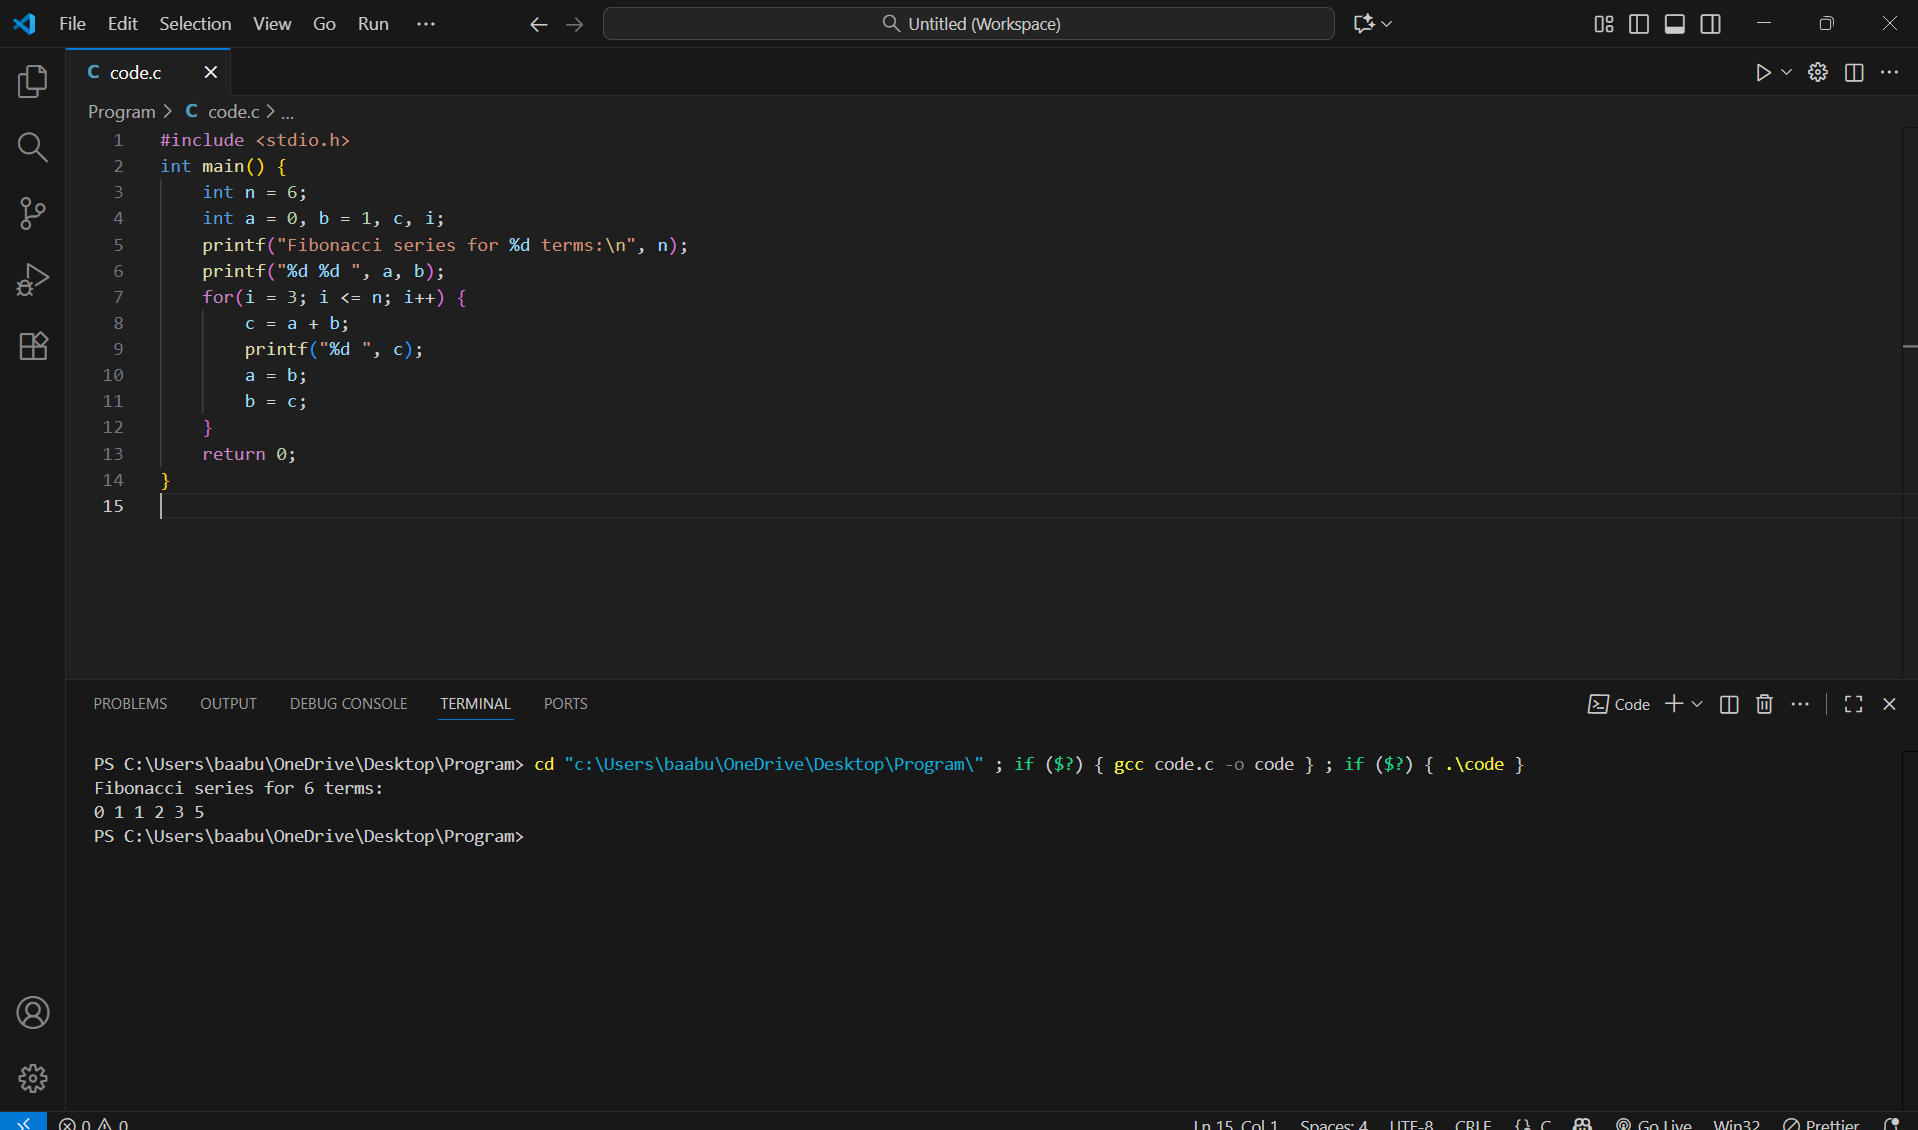 File Edit Selection View Go Run ··· Untitled (Workspace)
C code.c
Program > C code.c > ...
1 #include <stdio.h>
2 int main() {
3     int n = 6;
4     int a = 0, b = 1, c, i;
5     printf("Fibonacci series for %d terms:\n", n);
6     printf("%d %d ", a, b);
7     for(i = 3; i <= n; i++) {
8         c = a + b;
9         printf("%d ", c);
10         a = b;
11         b = c;
12     }
13     return 0;
14 }
15
PROBLEMS OUTPUT DEBUG CONSOLE TERMINAL PORTS Code
PS C:\Users\baabu\OneDrive\Desktop\Program> cd "c:\Users\baabu\OneDrive\Desktop\Program\" ; if ($?) { gcc code.c -o code } ; if ($?) { .\code }
Fibonacci series for 6 terms:
0 1 1 2 3 5
PS C:\Users\baabu\OneDrive\Desktop\Program>
0 0 Ln 15, Col 1 Spaces: 4 UTF-8 CRLF {} C Go Live Win32 Prettier